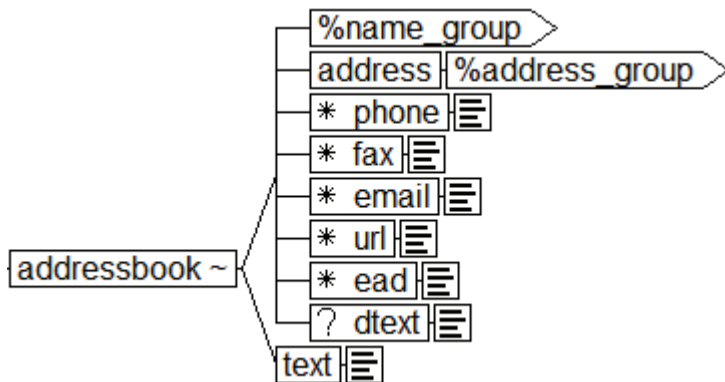 %name_group
address %address_group
* phone
* fax
* email
* url
addressbook ~
* ead
? dtext
text